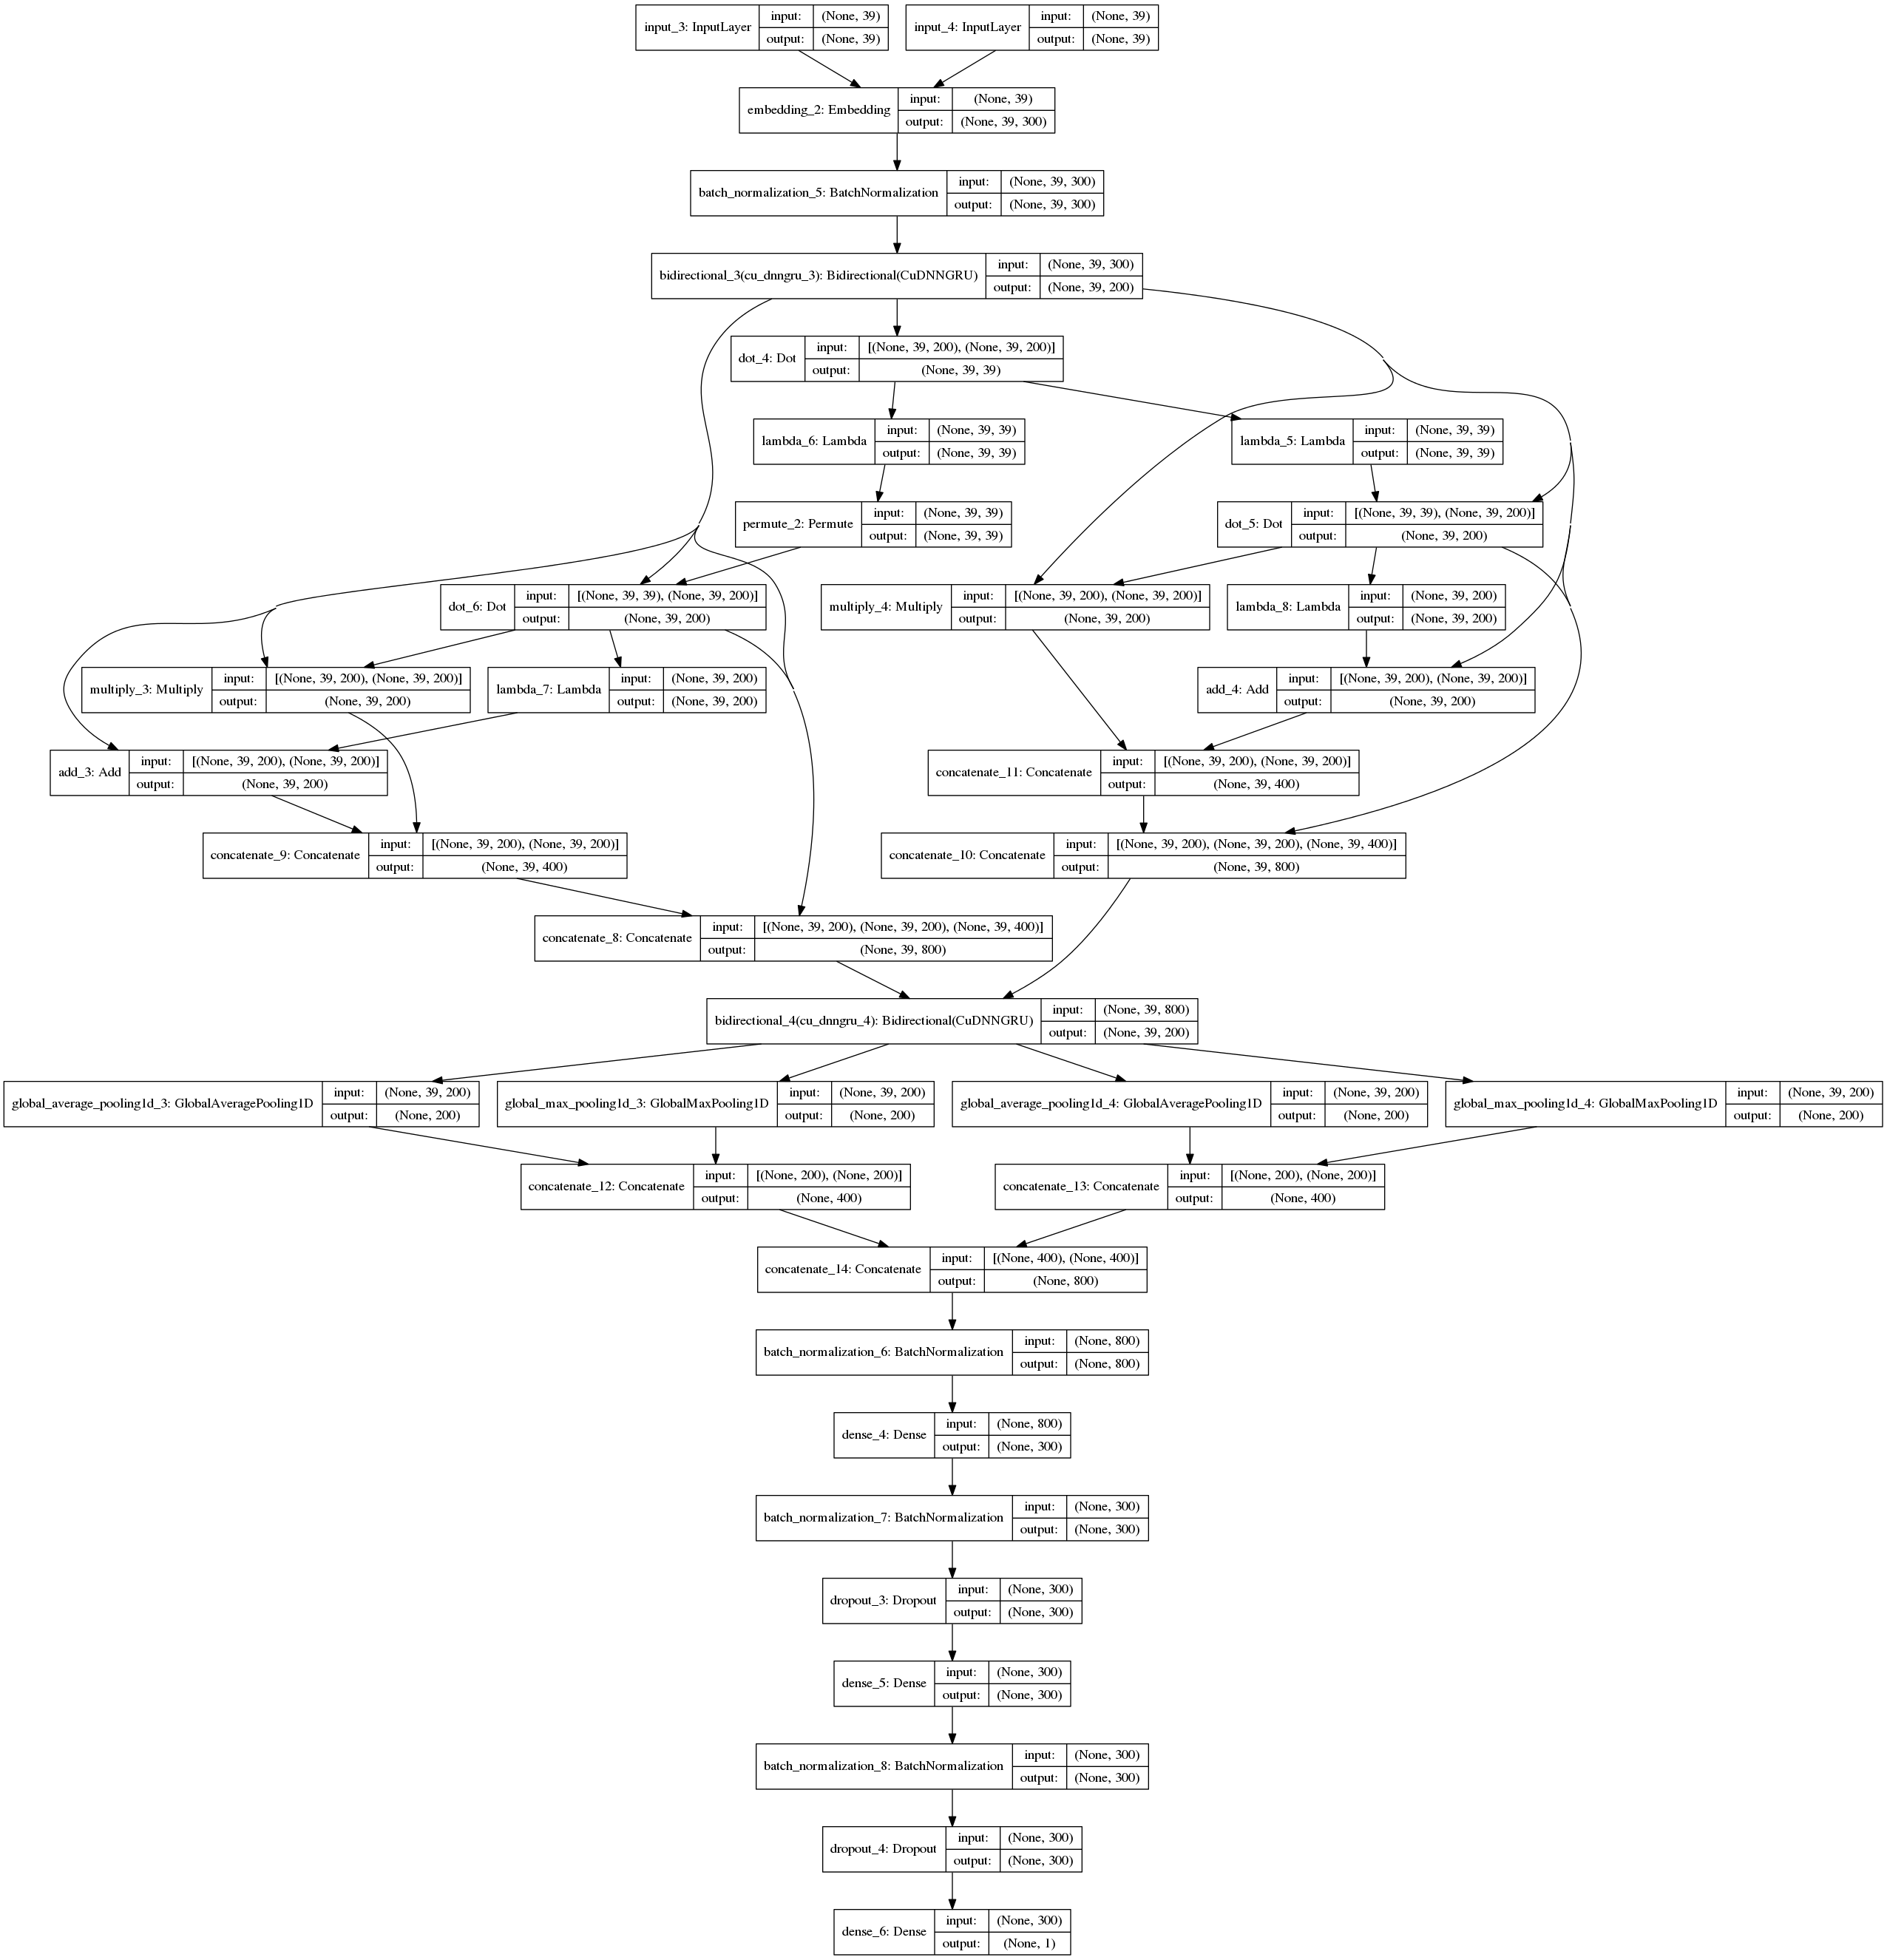 input_3: InputLayer
input: (None, 39)
output: (None, 39)
input_4: InputLayer
input: (None, 39)
output: (None, 39)
embedding_2: Embedding
input: (None, 39)
output: (None, 39, 300)
batch_normalization_5: BatchNormalization
input: (None, 39, 300)
output: (None, 39, 300)
bidirectional_3(cu_dnngru_3): Bidirectional(CuDNNGRU)
input: (None, 39, 300)
output: (None, 39, 200)
dot_4: Dot
input: [(None, 39, 200), (None, 39, 200)]
output: (None, 39, 39)
lambda_6: Lambda
input: (None, 39, 39)
output: (None, 39, 39)
lambda_5: Lambda
input: (None, 39, 39)
output: (None, 39, 39)
permute_2: Permute
input: (None, 39, 39)
output: (None, 39, 39)
dot_5: Dot
input: [(None, 39, 39), (None, 39, 200)]
output: (None, 39, 200)
dot_6: Dot
input: [(None, 39, 39), (None, 39, 200)]
output: (None, 39, 200)
multiply_4: Multiply
input: [(None, 39, 200), (None, 39, 200)]
output: (None, 39, 200)
lambda_8: Lambda
input: (None, 39, 200)
output: (None, 39, 200)
multiply_3: Multiply
input: [(None, 39, 200), (None, 39, 200)]
output: (None, 39, 200)
lambda_7: Lambda
input: (None, 39, 200)
output: (None, 39, 200)
add_4: Add
input: [(None, 39, 200), (None, 39, 200)]
output: (None, 39, 200)
add_3: Add
input: [(None, 39, 200), (None, 39, 200)]
output: (None, 39, 200)
concatenate_11: Concatenate
input: [(None, 39, 200), (None, 39, 200)]
output: (None, 39, 400)
concatenate_9: Concatenate
input: [(None, 39, 200), (None, 39, 200)]
output: (None, 39, 400)
concatenate_10: Concatenate
input: [(None, 39, 200), (None, 39, 200), (None, 39, 400)]
output: (None, 39, 800)
concatenate_8: Concatenate
input: [(None, 39, 200), (None, 39, 200), (None, 39, 400)]
output: (None, 39, 800)
bidirectional_4(cu_dnngru_4): Bidirectional(CuDNNGRU)
input: (None, 39, 800)
output: (None, 39, 200)
global_average_pooling1d_3: GlobalAveragePooling1D
input: (None, 39, 200)
output: (None, 200)
global_max_pooling1d_3: GlobalMaxPooling1D
input: (None, 39, 200)
output: (None, 200)
global_average_pooling1d_4: GlobalAveragePooling1D
input: (None, 39, 200)
output: (None, 200)
global_max_pooling1d_4: GlobalMaxPooling1D
input: (None, 39, 200)
output: (None, 200)
concatenate_12: Concatenate
input: [(None, 200), (None, 200)]
output: (None, 400)
concatenate_13: Concatenate
input: [(None, 200), (None, 200)]
output: (None, 400)
concatenate_14: Concatenate
input: [(None, 400), (None, 400)]
output: (None, 800)
batch_normalization_6: BatchNormalization
input: (None, 800)
output: (None, 800)
dense_4: Dense
input: (None, 800)
output: (None, 300)
batch_normalization_7: BatchNormalization
input: (None, 300)
output: (None, 300)
dropout_3: Dropout
input: (None, 300)
output: (None, 300)
dense_5: Dense
input: (None, 300)
output: (None, 300)
batch_normalization_8: BatchNormalization
input: (None, 300)
output: (None, 300)
dropout_4: Dropout
input: (None, 300)
output: (None, 300)
dense_6: Dense
input: (None, 300)
output: (None, 1)